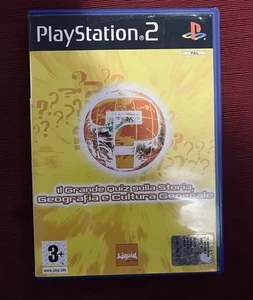 PlayStation®2
PAL
il Grande Quiz sulla Storia,
Geografia e Cultura Generale
3+
www.pegi.info